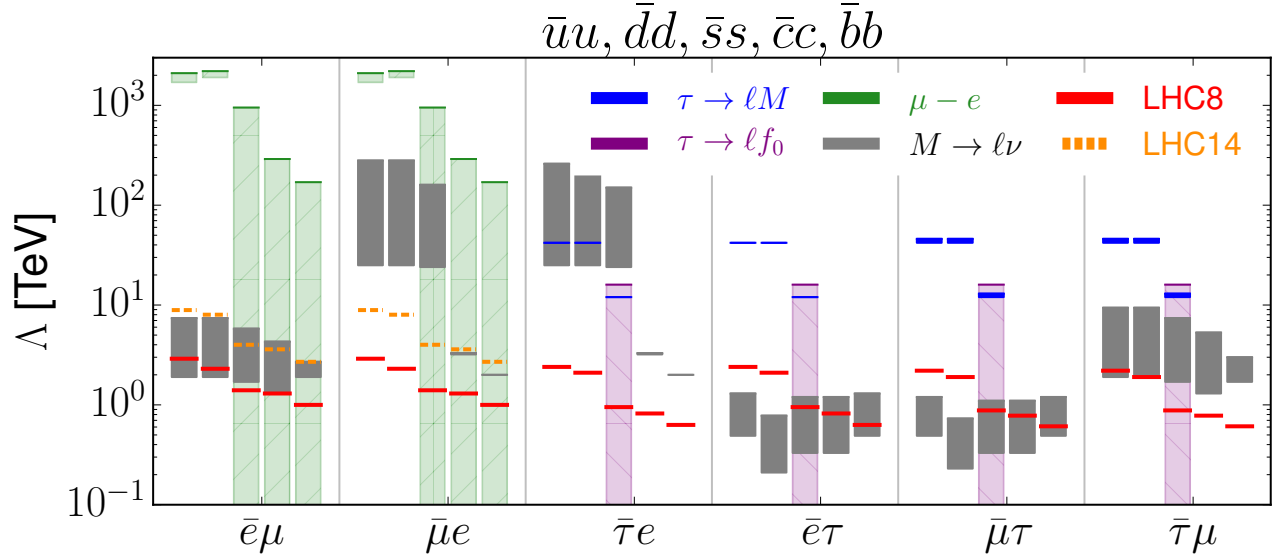 ūu, d̄d, s̄s, c̄c, b̄b
τ → ℓM
μ − e
LHC8
τ → ℓf₀
M → ℓν
LHC14
Λ [TeV]
10³
10²
10¹
10⁰
10⁻¹
ēμ
μ̄e
τ̄e
ēτ
μ̄τ
τ̄μ